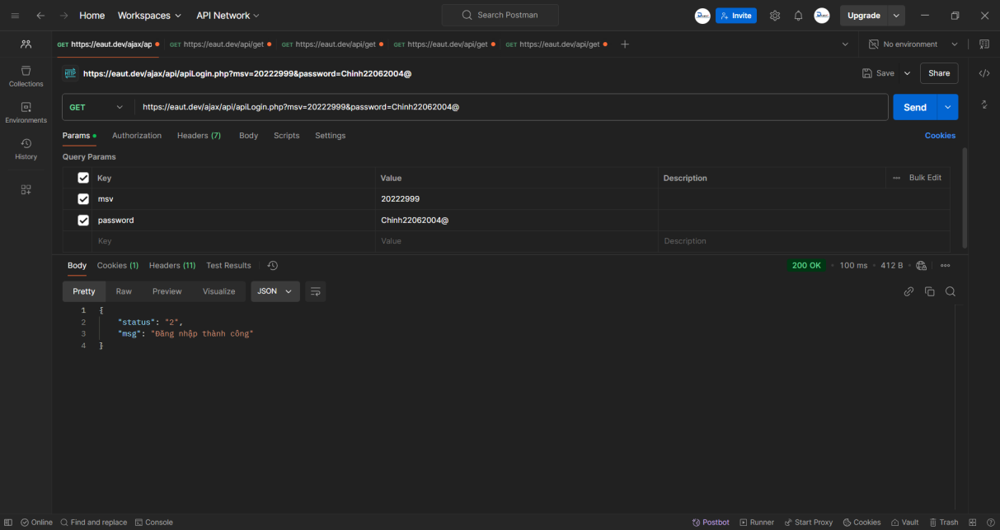 Home Workspaces API Network Search Postman Invite Upgrade
GET https://eaut.dev/ajax/ap GET https://eaut.dev/api/get GET https://eaut.dev/api/get GET https://eaut.dev/api/get GET https://eaut.dev/api/get No environment
Collections
Environments
History
HTTP https://eaut.dev/ajax/api/apiLogin.php?msv=20222999&password=Chinh22062004@ Save Share
GET https://eaut.dev/ajax/api/apiLogin.php?msv=20222999&password=Chinh22062004@ Send
Params Authorization Headers (7) Body Scripts Settings Cookies
Query Params
Key Value Description Bulk Edit
msv 20222999
password Chinh22062004@
Key Value Description
Body Cookies (1) Headers (11) Test Results 200 OK 100 ms 412 B
Pretty Raw Preview Visualize JSON
1 {
2 "status": "2",
3 "msg": "Đăng nhập thành công"
4 }
Online Find and replace Console Postbot Runner Start Proxy Cookies Vault Trash